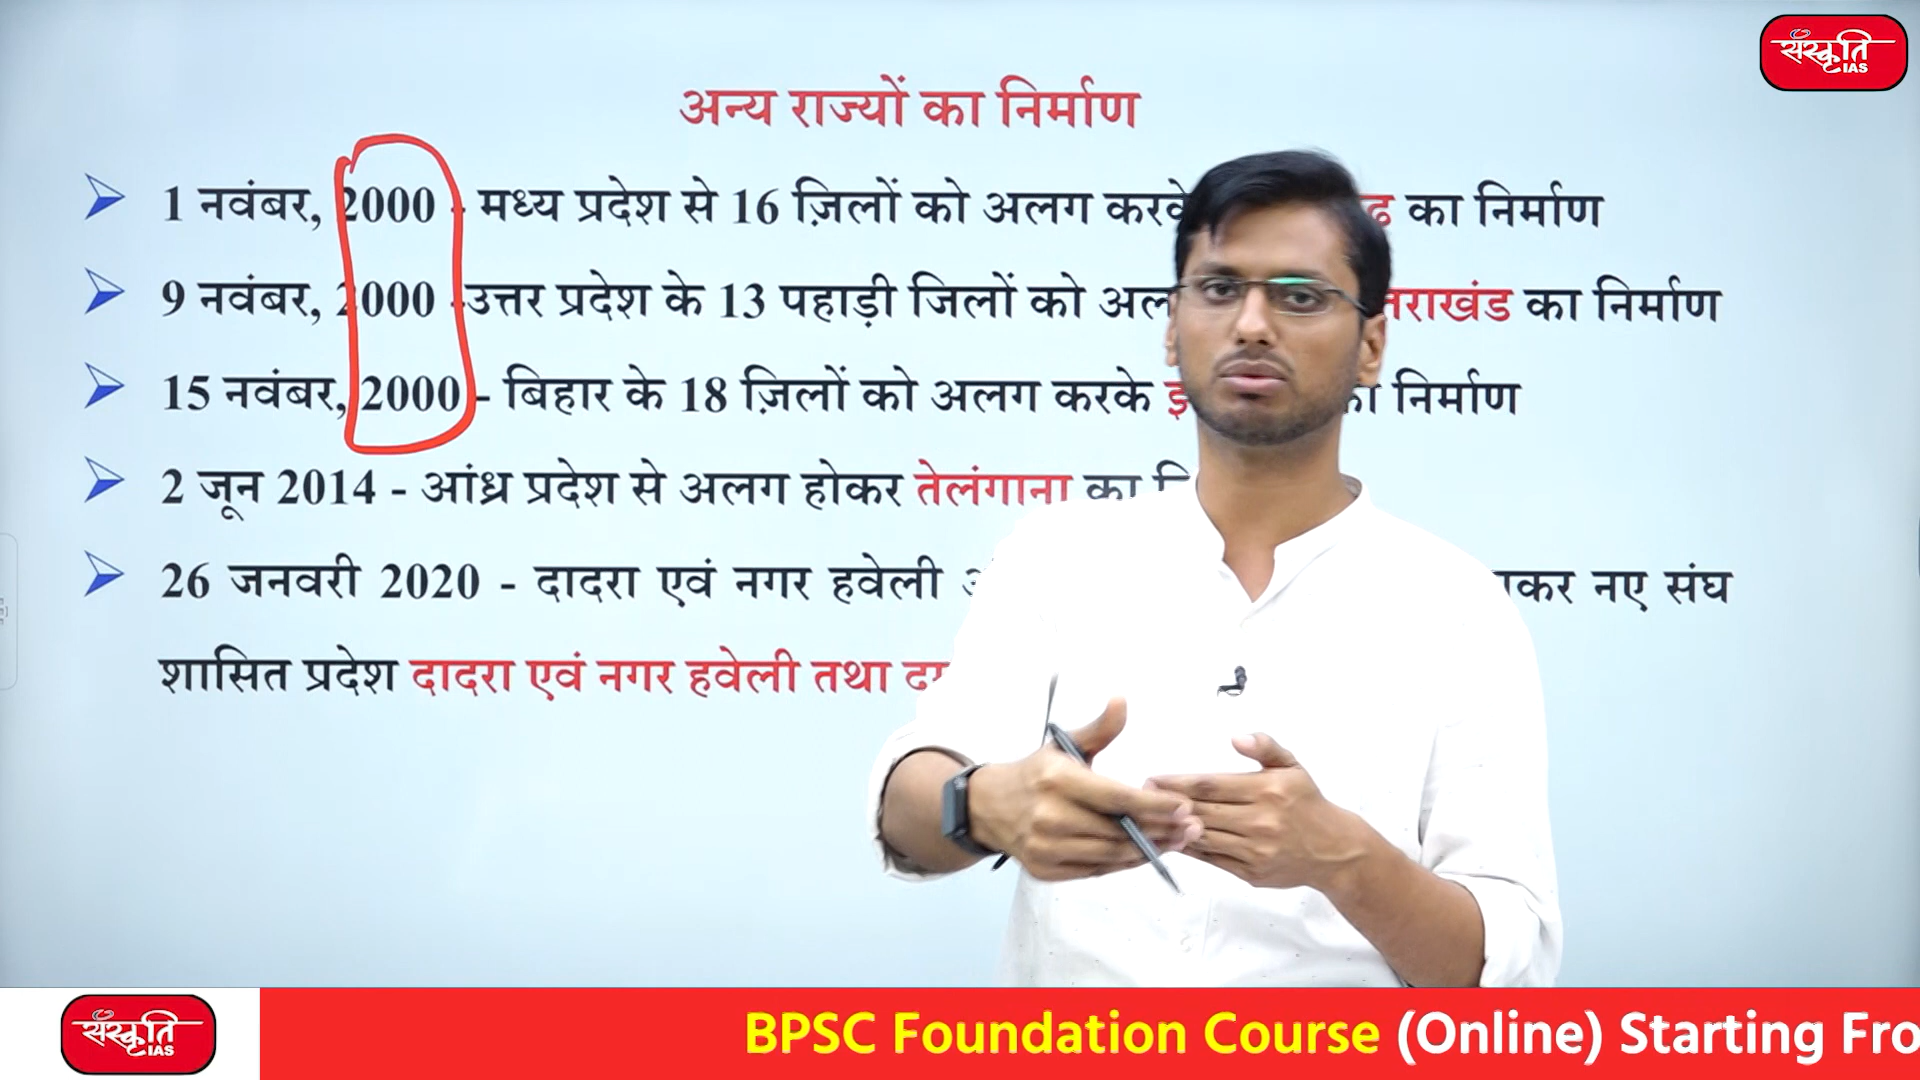 संस्कृति
IAS
अन्य राज्यों का निर्माण
1 नवंबर, 2000 - मध्य प्रदेश से 16 ज़िलों को अलग करके का निर्माण
9 नवंबर, 2000 -उत्तर प्रदेश के 13 पहाड़ी जिलों को का निर्माण
15 नवंबर, 2000 - बिहार के 18 ज़िलों को अलग करके निर्माण
2 जून 2014 - आंध्र प्रदेश से अलग होकर तेलंगाना का
26 जनवरी 2020 - दादरा एवं नगर हवेली नए संघ
शासित प्रदेश दादरा एवं नगर हवेली तथा
संस्कृति
IAS
BPSC Foundation Course (Online) Starting Fro